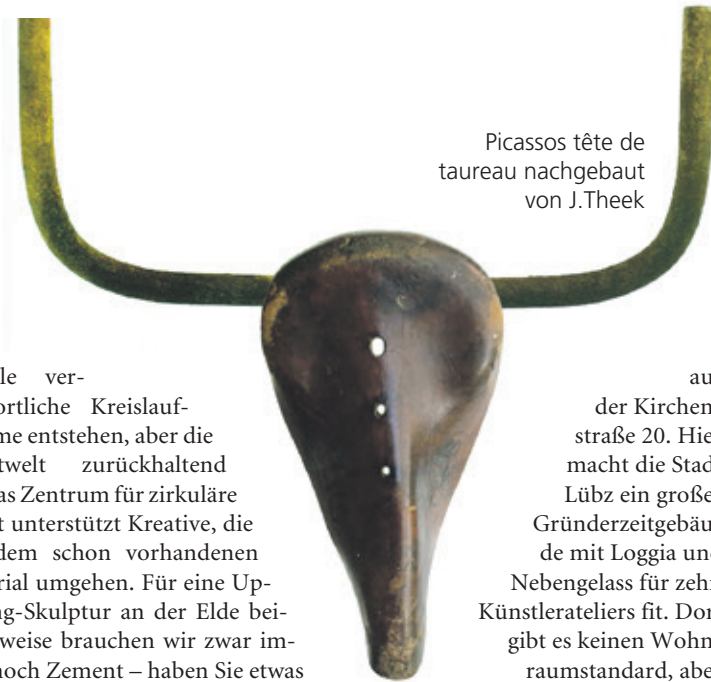 Picassos tête de
taureau nachgebaut
von J.Theek
le ver-
ortliche Kreislauf-
me entstehen, aber die
twelt zurückhaltend
as Zentrum für zirkuläre
t unterstützt Kreative, die
dem schon vorhandenen
rial umgehen. Für eine Up-
ng-Skulptur an der Elde bei-
weise brauchen wir zwar im-
noch Zement – haben Sie etwas
au
der Kirchen
straße 20. Hie
macht die Stad
Lübz ein große
Gründerzeitgebäu
de mit Loggia und
Nebengelass für zehn
Künstlerateliers fit. Dor
gibt es keinen Wohn
raumstandard, abe